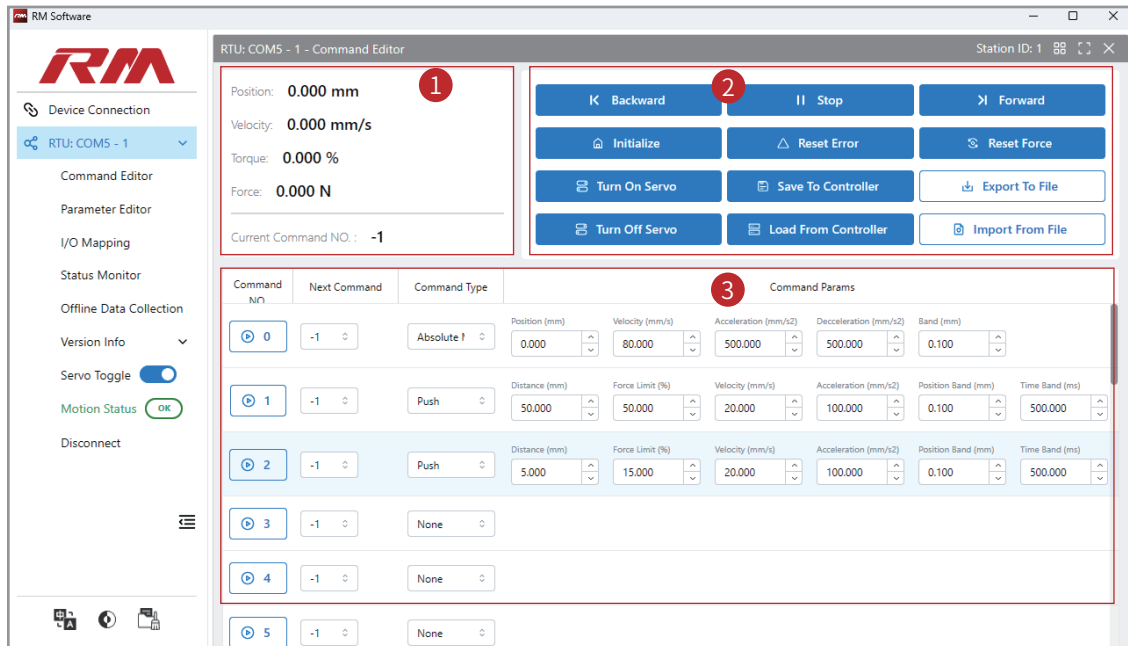 RM Software
RM
Device Connection
RTU: COM5 - 1
Command Editor
Parameter Editor
I/O Mapping
Status Monitor
Offline Data Collection
Version Info
Servo Toggle
Motion Status OK
Disconnect
RTU: COM5 - 1 - Command Editor Station ID: 1
1
Position: 0.000 mm
Velocity: 0.000 mm/s
Torque: 0.000 %
Force: 0.000 N
Current Command NO. : -1
2
Backward Stop Forward
Initialize Reset Error Reset Force
Turn On Servo Save To Controller Export To File
Turn Off Servo Load From Controller Import From File
3
Command NO Next Command Command Type Command Params
Position (mm) Velocity (mm/s) Acceleration (mm/s2) Decceleration (mm/s2) Band (mm)
0 -1 Absolute 0.000 80.000 500.000 500.000 0.100
Distance (mm) Force Limit (%) Velocity (mm/s) Acceleration (mm/s2) Position Band (mm) Time Band (ms)
1 -1 Push 50.000 50.000 20.000 100.000 0.100 500.000
Distance (mm) Force Limit (%) Velocity (mm/s) Acceleration (mm/s2) Position Band (mm) Time Band (ms)
2 -1 Push 5.000 15.000 20.000 100.000 0.100 500.000
3 -1 None
4 -1 None
5 -1 None